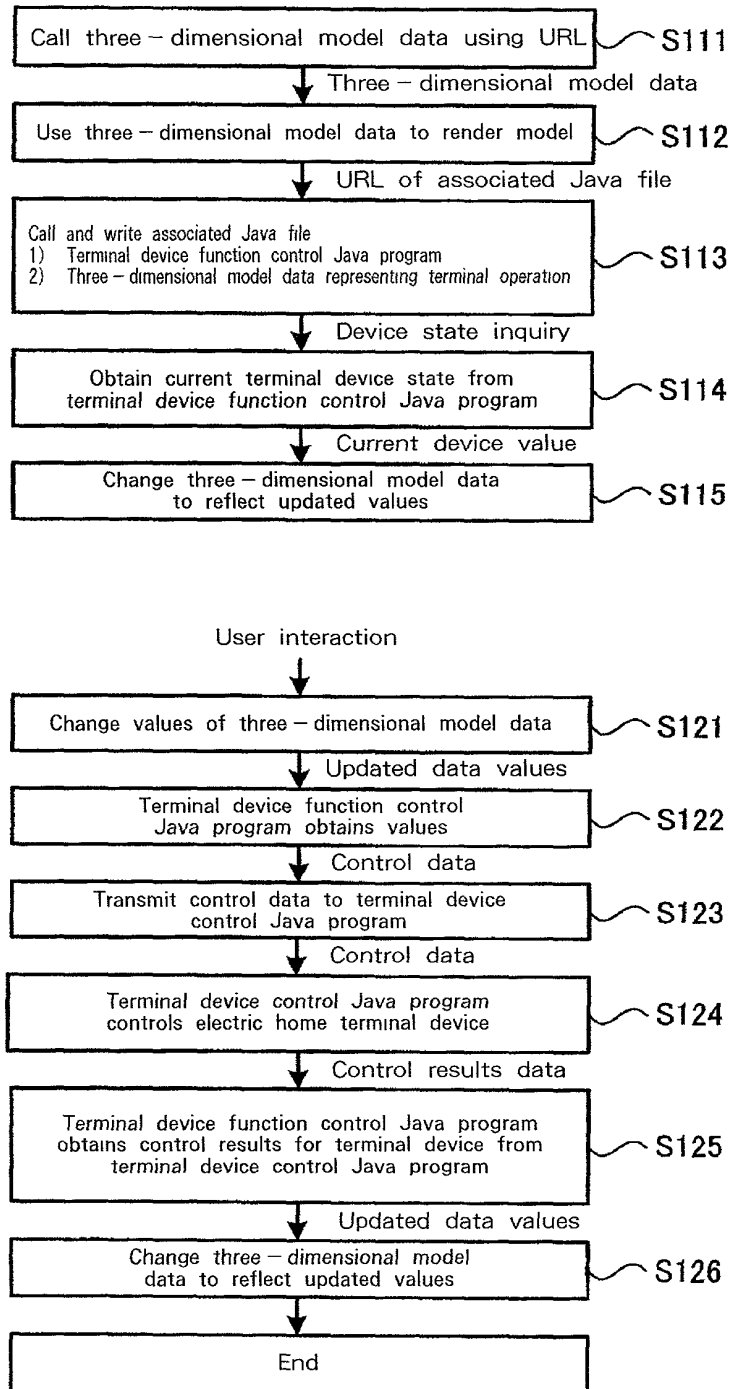 Call three-dimensional model data using URL
S111
Three-dimensional model data
Use three-dimensional model data to render model
S112
URL of associated Java file
Call and write associated Java file
1) Terminal device function control Java program
2) Three-dimensional model data representing terminal operation
S113
Device state inquiry
Obtain current terminal device state from
terminal device function control Java program
S114
Current device value
Change three-dimensional model data
to reflect updated values
S115
User interaction
Change values of three-dimensional model data
S121
Updated data values
Terminal device function control
Java program obtains values
S122
Control data
Transmit control data to terminal device
control Java program
S123
Control data
Terminal device control Java program
controls electric home terminal device
S124
Control results data
Terminal device function control Java program
obtains control results for terminal device from
terminal device control Java program
S125
Updated data values
Change three-dimensional model
data to reflect updated values
S126
End